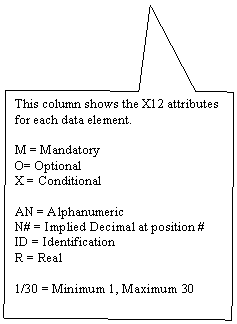 This column shows the X12 attributes
for each data element.
M = Mandatory
O= Optional
X = Conditional
AN = Alphanumeric
N# = Implied Decimal at position #
ID = Identification
R = Real
1/30 = Minimum 1, Maximum 30